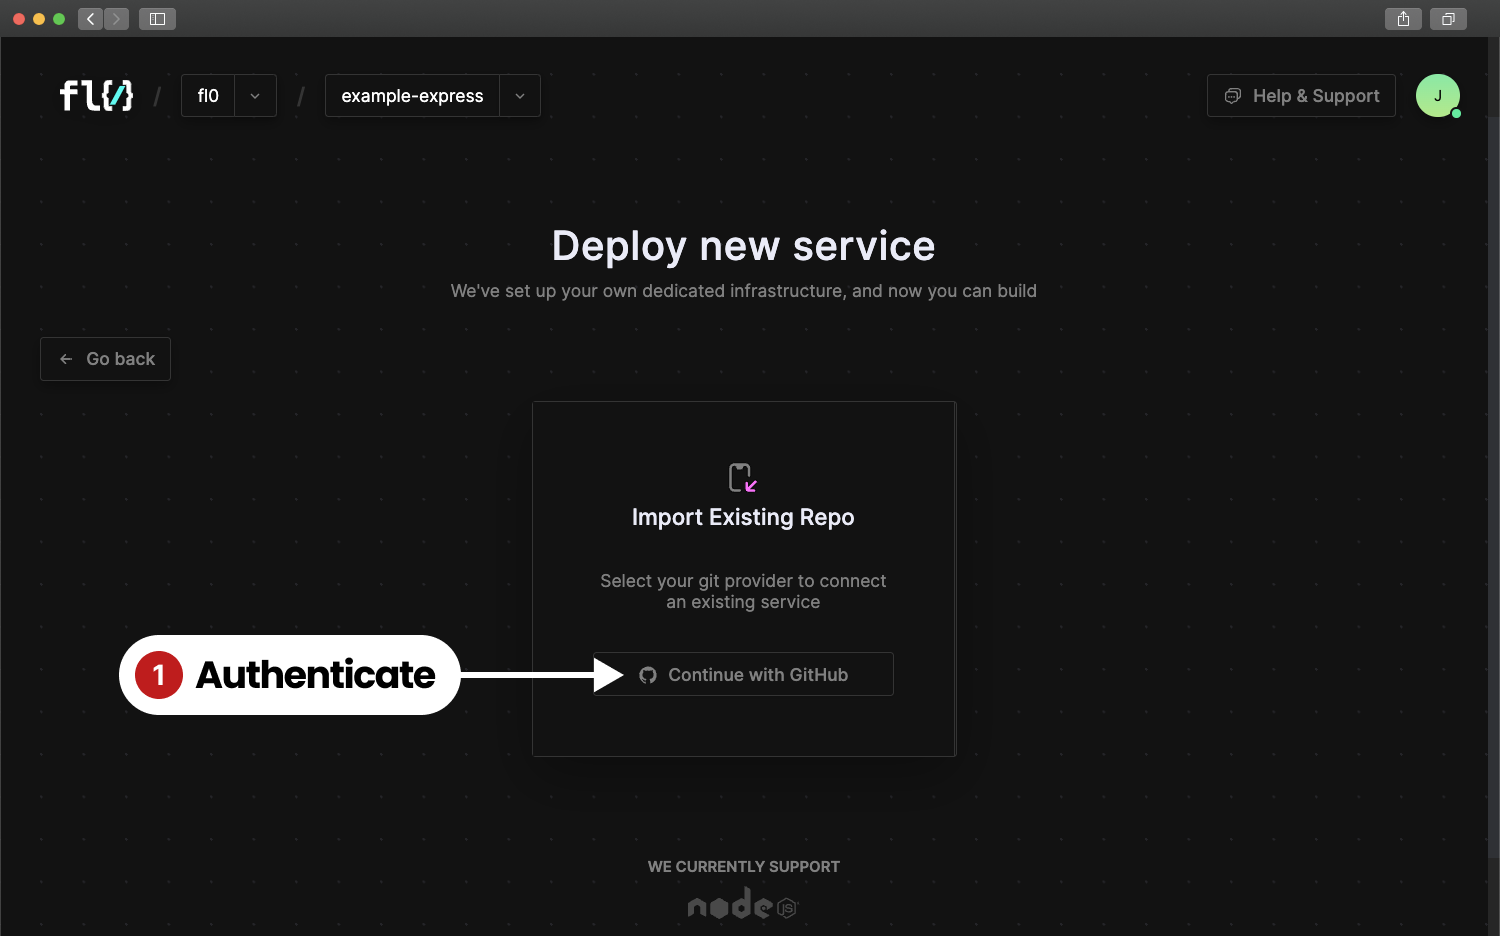 fl{/}
/
fl0
/
example-express
Help & Support
J
Deploy new service
We've set up your own dedicated infrastructure, and now you can build
Go back
Import Existing Repo
Select your git provider to connect
an existing service
1 Authenticate
Continue with GitHub
WE CURRENTLY SUPPORT
node JS